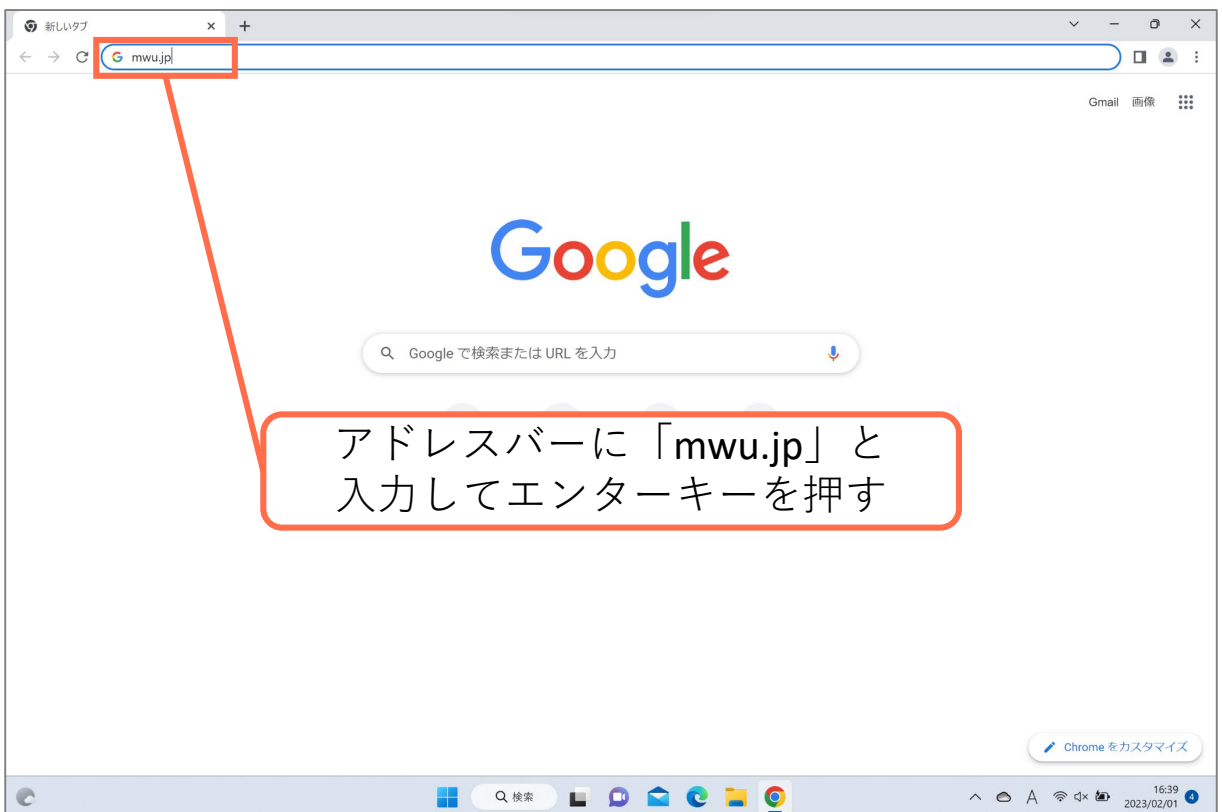 新しいタブ
mwu.jp
Gmail 画像
Google
Google で検索または URL を入力
アドレスバーに「mwu.jp」と
入力してエンターキーを押す
Chrome をカスタマイズ
検索
A
16:39
2023/02/01
4